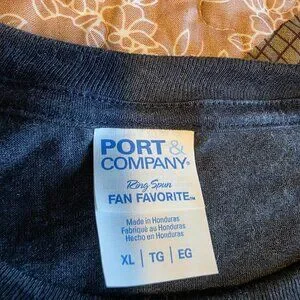 PORT &
COMPANY®
Ring Spun
FAN FAVORITE™
Made in Honduras
Fabriqué au Honduras
Hecho en Honduras
XL | TG | EG